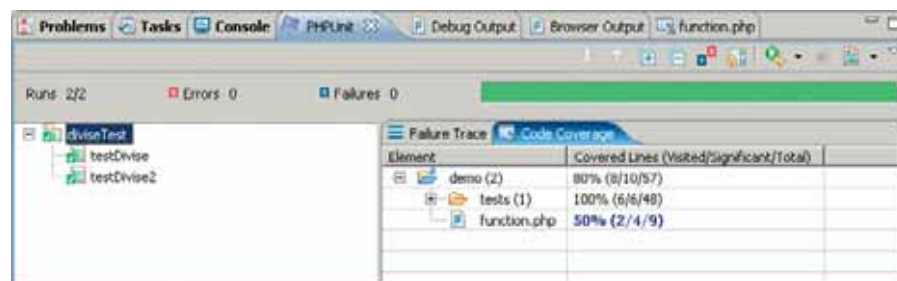 Problems Tasks Console PHPUnit Debug Output Browser Output function.php
Runs 2/2 Errors 0 Failures 0
diviseTest
testDivise
testDivise2
Failure Trace Code Coverage
Element Covered Lines (Visited/Significant/Total)
demo (2) 80% (8/10/57)
tests (1) 100% (6/6/48)
function.php 50% (2/4/9)